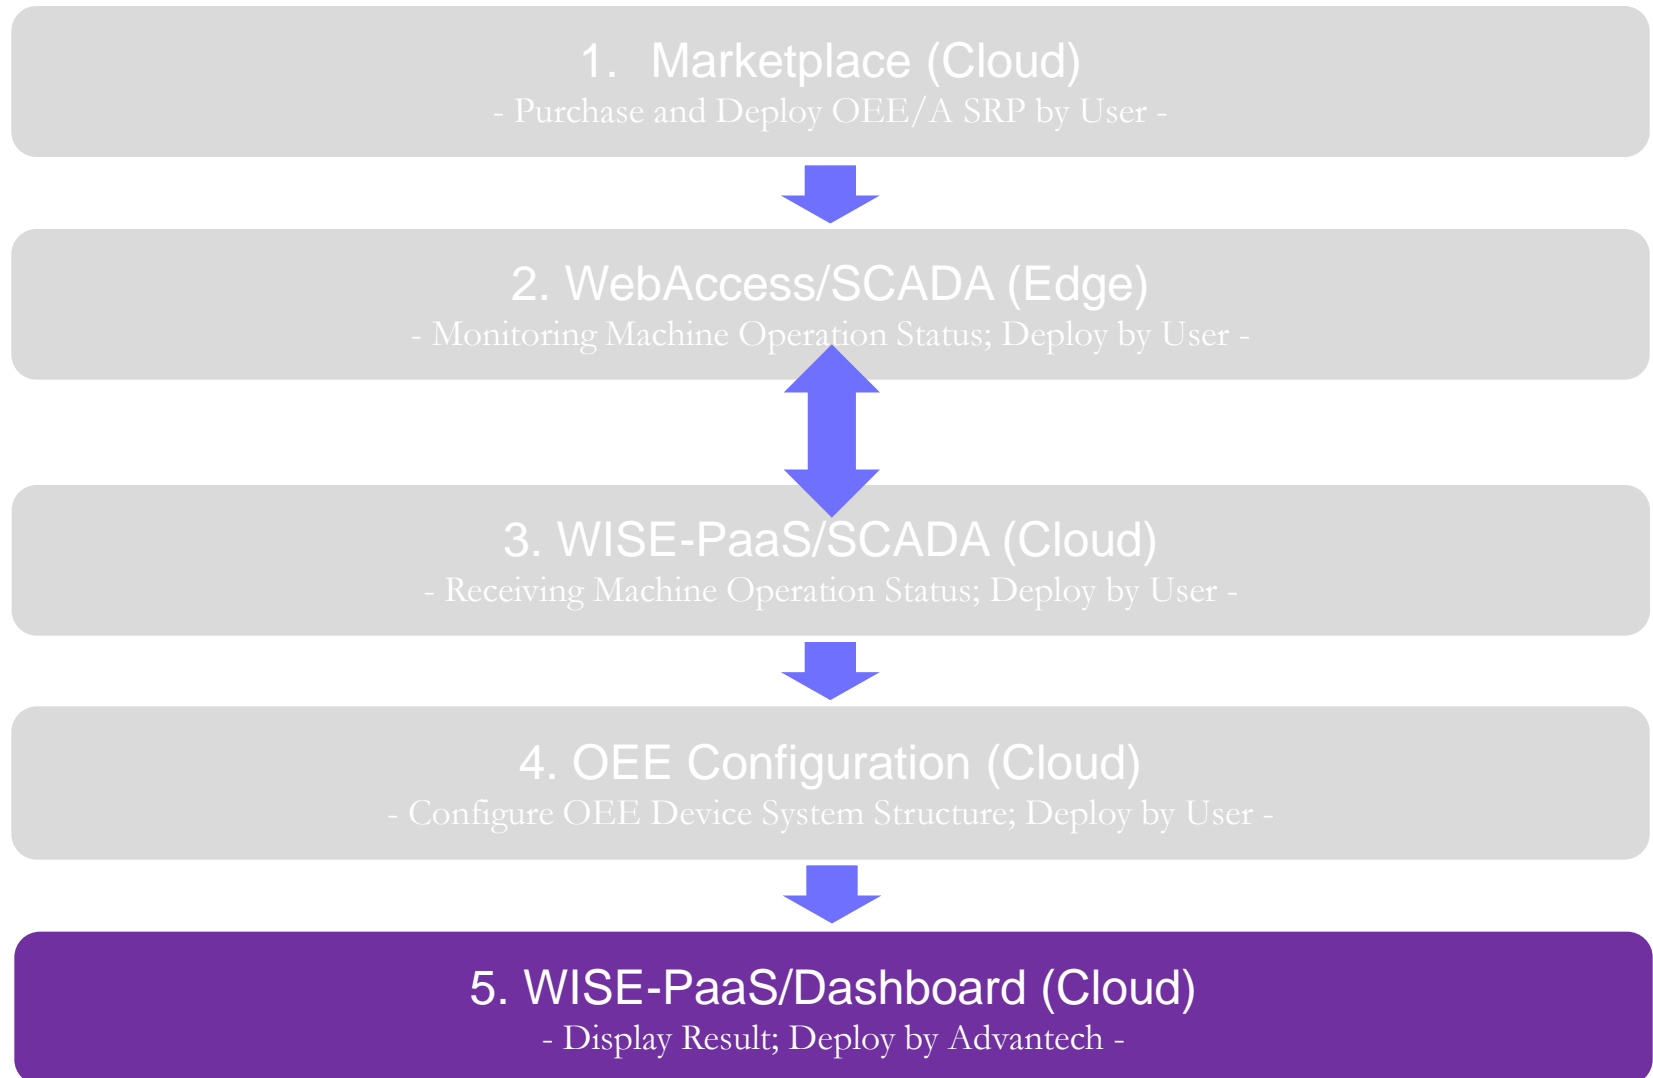 1. Marketplace (Cloud)
- Purchase and Deploy OEE/A SRP by User -
2. WebAccess/SCADA (Edge)
- Monitoring Machine Operation Status; Deploy by User -
3. WISE-PaaS/SCADA (Cloud)
- Receiving Machine Operation Status; Deploy by User -
4. OEE Configuration (Cloud)
- Configure OEE Device System Structure; Deploy by User -
5. WISE-PaaS/Dashboard (Cloud)
- Display Result; Deploy by Advantech -